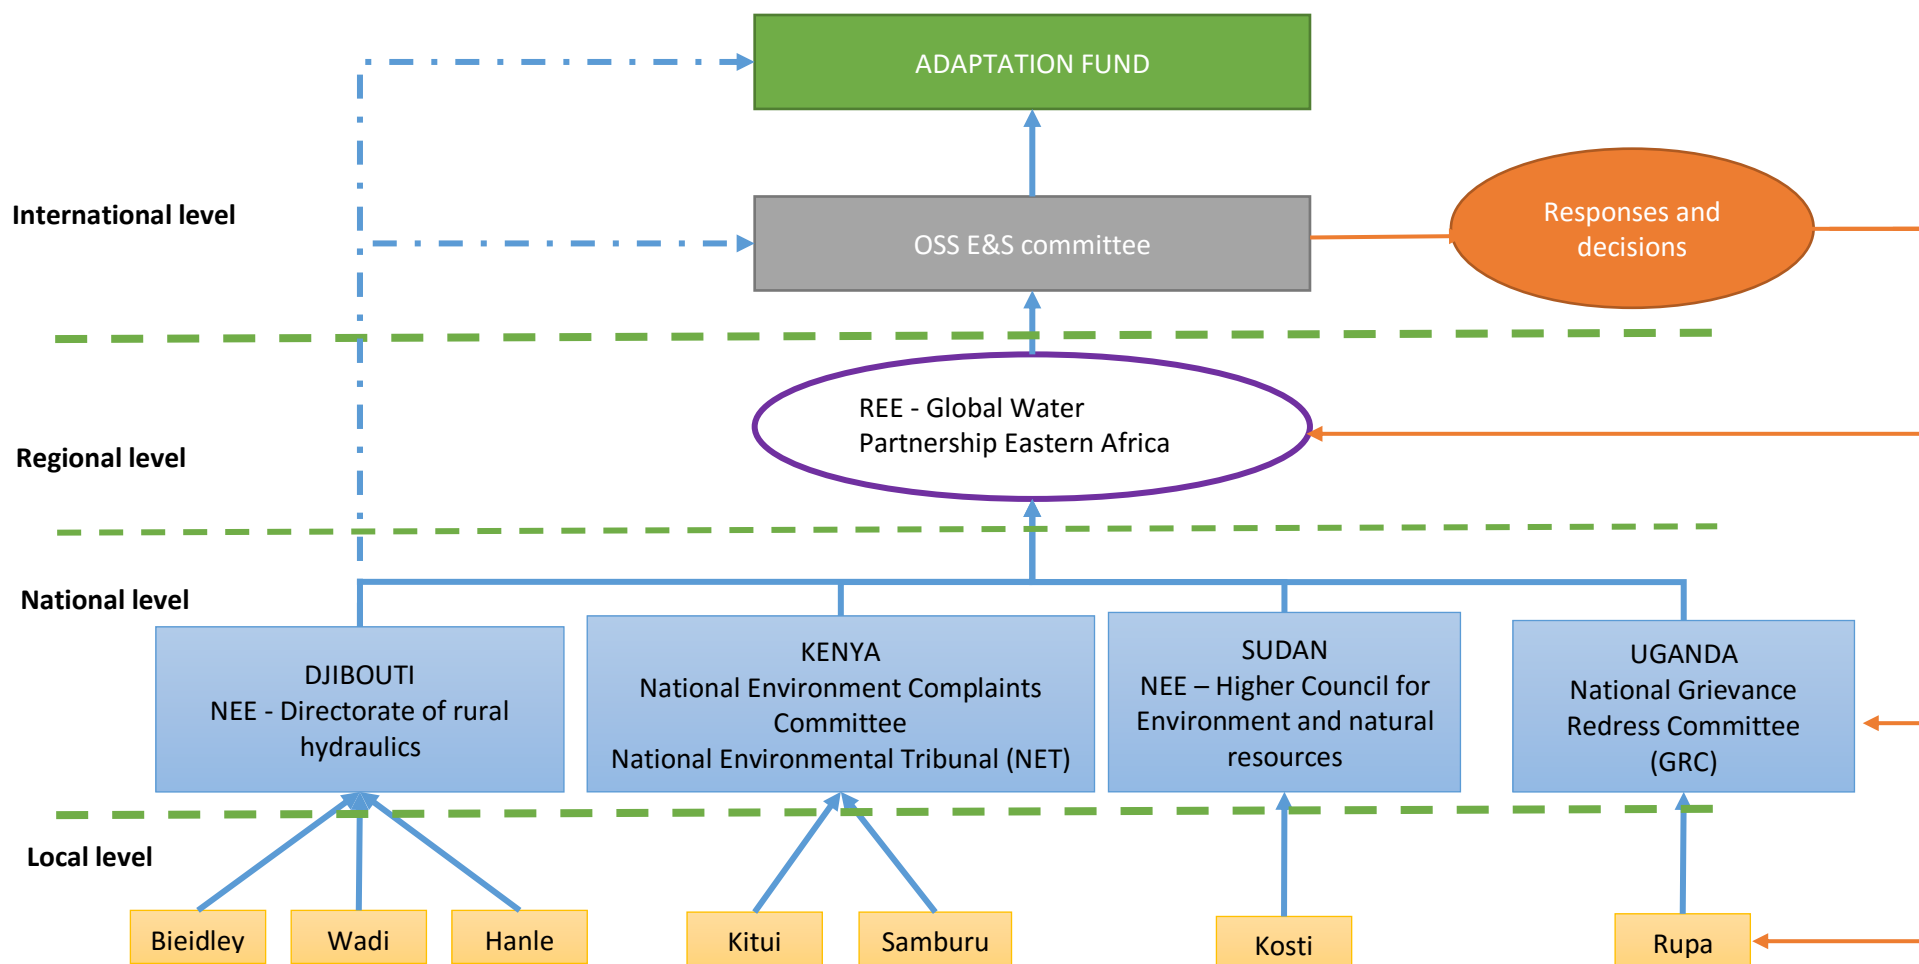 ADAPTATION FUND
International level
OSS E&S committee
Responses and
decisions
REE - Global Water
Partnership Eastern Africa
Regional level
National level
DJIBOUTI
NEE - Directorate of rural
hydraulics
KENYA
National Environment Complaints
Committee
National Environmental Tribunal (NET)
SUDAN
NEE – Higher Council for
Environment and natural
resources
UGANDA
National Grievance
Redress Committee
(GRC)
Local level
Bieidley
Wadi
Hanle
Kitui
Samburu
Kosti
Rupa